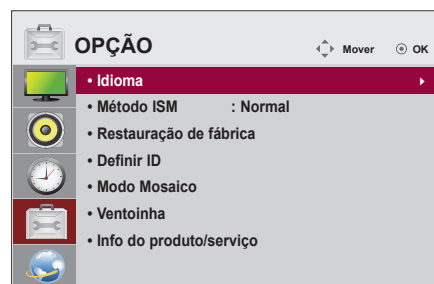 OPÇÃO
Mover OK
• Idioma
• Método ISM : Normal
• Restauração de fábrica
• Definir ID
• Modo Mosaico
• Ventoinha
• Info do produto/serviço